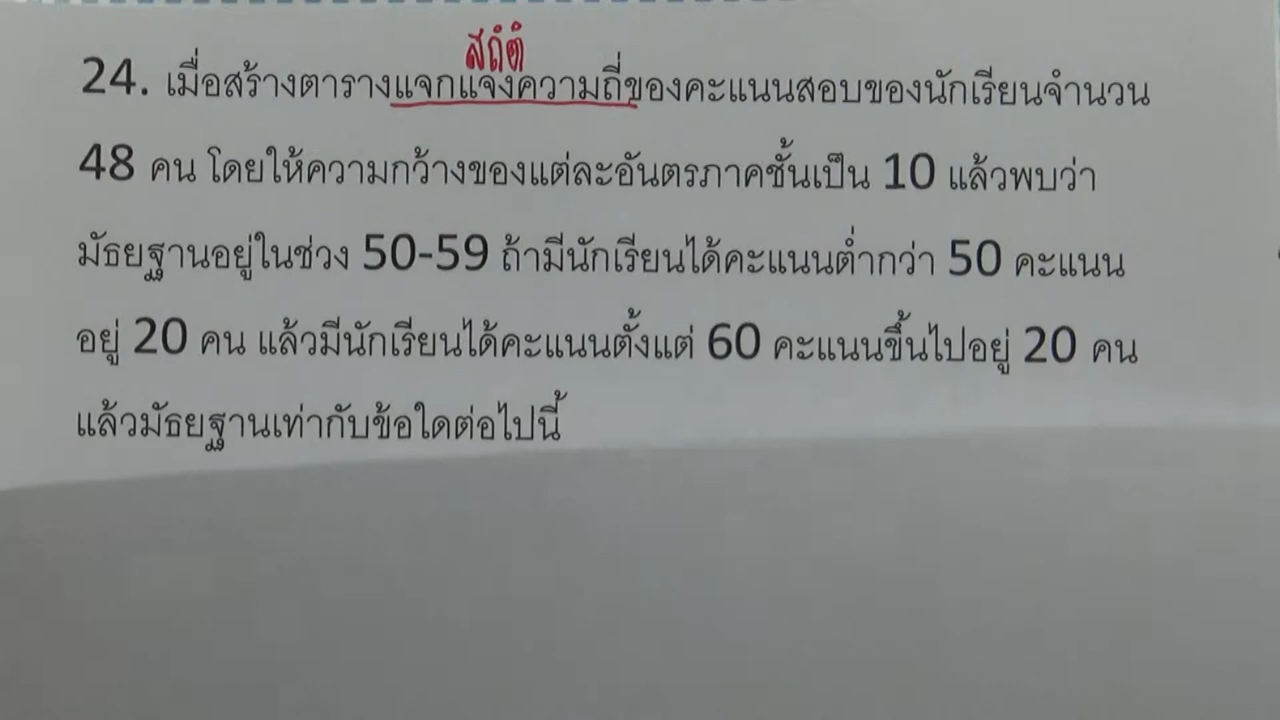 สถิติ
24. เมื่อสร้างตารางแจกแจงความถี่ของคะแนนสอบของนักเรียนจำนวน
48 คน โดยให้ความกว้างของแต่ละอันตรภาคชั้นเป็น 10 แล้วพบว่า
มัธยฐานอยู่ในช่วง 50-59 ถ้ามีนักเรียนได้คะแนนต่ำกว่า 50 คะแนน
อยู่ 20 คน แล้วมีนักเรียนได้คะแนนตั้งแต่ 60 คะแนนขึ้นไปอยู่ 20 คน
แล้วมัธยฐานเท่ากับข้อใดต่อไปนี้